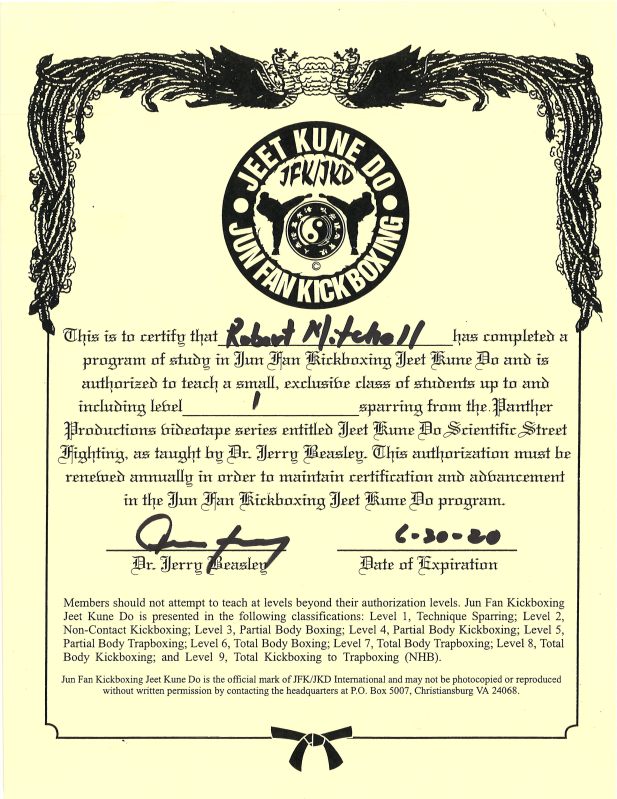 JEET KUNE DO
JFK/JKD
©
JUN FAN KICKBOXING
This is to certify that Robert Mitchell has completed a
program of study in Jun Fan Kickboxing Jeet Kune Do and is
authorized to teach a small, exclusive class of students up to and
including level 1 sparring from the Panther
Productions videotape series entitled Jeet Kune Do Scientific Street
Fighting, as taught by Dr. Jerry Beasley. This authorization must be
renewed annually in order to maintain certification and advancement
in the Jun Fan Kickboxing Jeet Kune Do program.
6-30-20
Dr. Jerry Beasley Date of Expiration
Members should not attempt to teach at levels beyond their authorization levels. Jun Fan Kickboxing
Jeet Kune Do is presented in the following classifications: Level 1, Technique Sparring; Level 2,
Non-Contact Kickboxing; Level 3, Partial Body Boxing; Level 4, Partial Body Kickboxing; Level 5,
Partial Body Trapboxing; Level 6, Total Body Boxing; Level 7, Total Body Trapboxing; Level 8, Total
Body Kickboxing; and Level 9, Total Kickboxing to Trapboxing (NHB).
Jun Fan Kickboxing Jeet Kune Do is the official mark of JFK/JKD International and may not be photocopied or reproduced
without written permission by contacting the headquarters at P.O. Box 5007, Christiansburg VA 24068.